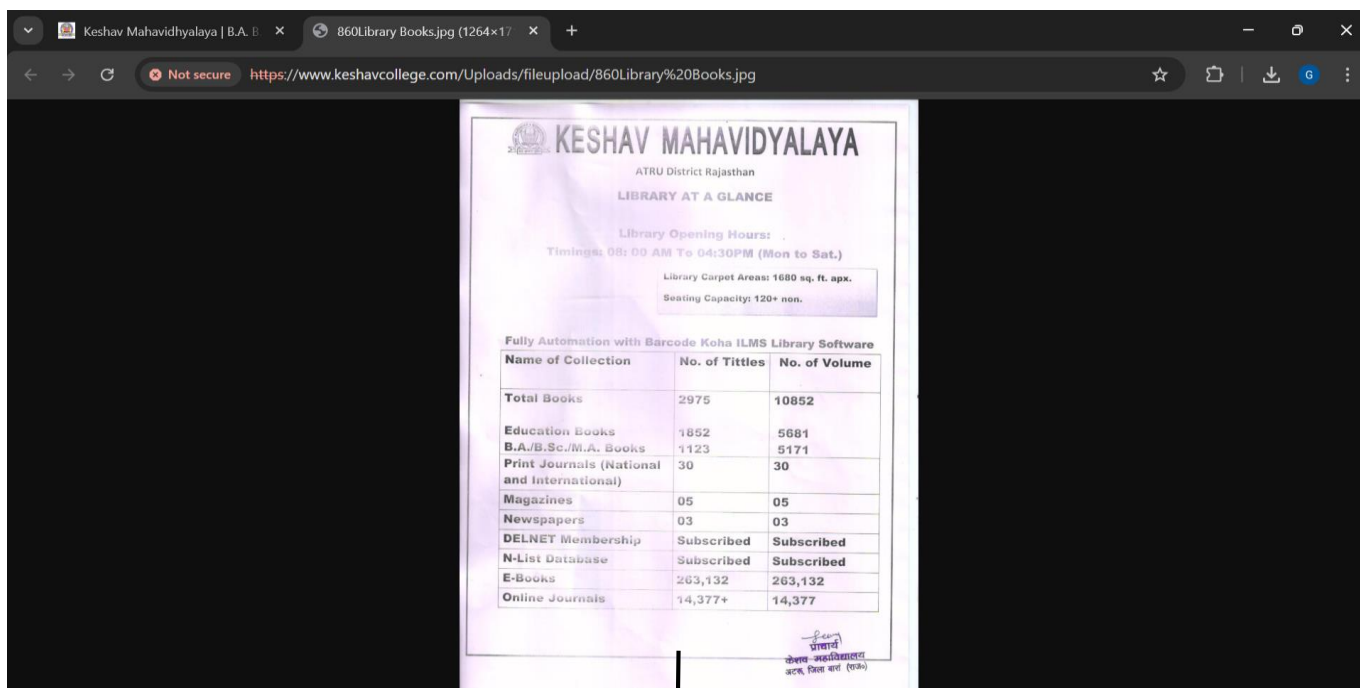 Keshav Mahavidhyalaya | B.A. B.
860Library Books.jpg (1264×17
Not secure
https://www.keshavcollege.com/Uploads/fileupload/860Library%20Books.jpg
G
KESHAV MAHAVIDYALAYA
ATRU District Rajasthan
LIBRARY AT A GLANCE
Library Opening Hours:
Timings: 08: 00 AM To 04:30PM (Mon to Sat.)
Library Carpet Areas: 1680 sq. ft. apx.
Seating Capacity: 120+ non.
Fully Automation with Barcode Koha ILMS Library Software
Name of Collection No. of Tittles No. of Volume
Total Books 2975 10852
Education Books 1852 5681
B.A./B.Sc./M.A. Books 1123 5171
Print Journals (National 30 30
and International)
Magazines 05 05
Newspapers 03 03
DELNET Membership Subscribed Subscribed
N-List Database Subscribed Subscribed
E-Books 263,132 263,132
Online Journals 14,377+ 14,377
प्राचार्य
केशव महाविद्यालय
अटरू, जिला बारां (राज०)